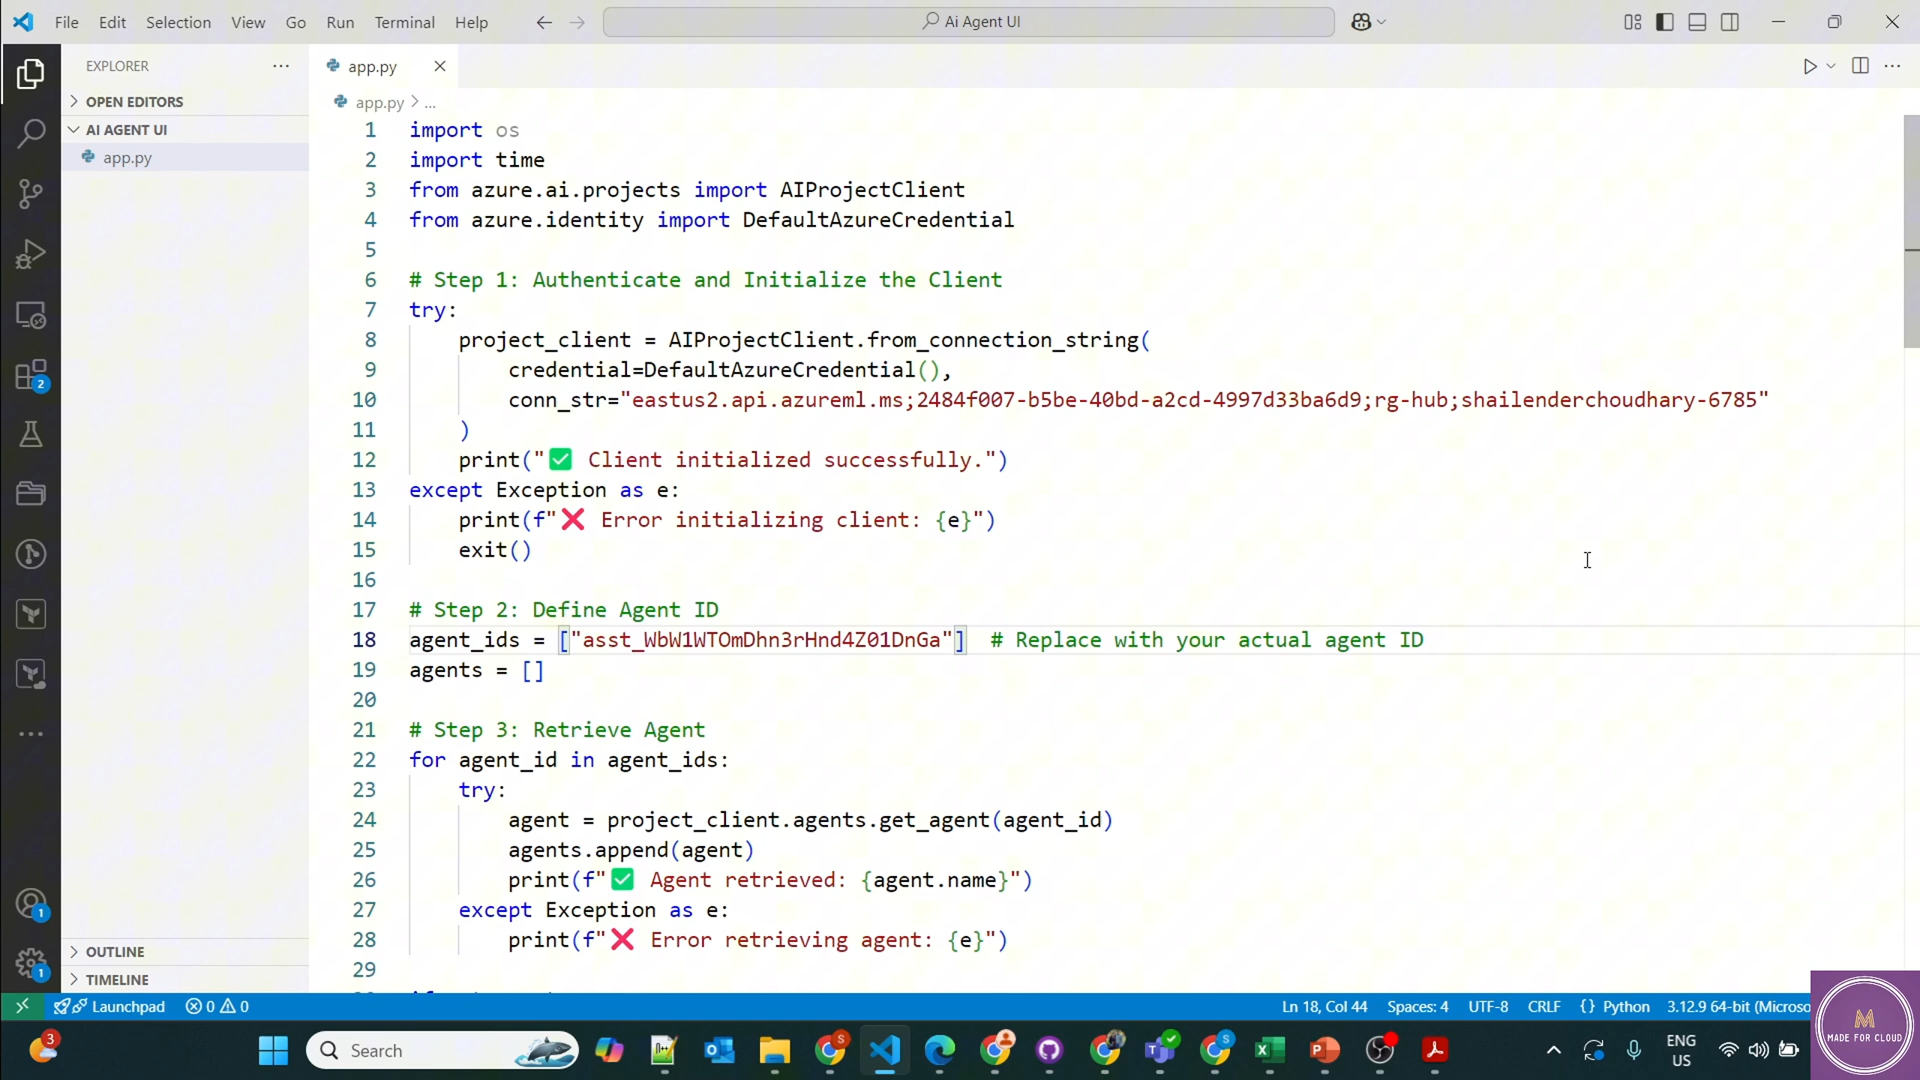 File Edit Selection View Go Run Terminal Help
Ai Agent UI
EXPLORER
OPEN EDITORS
AI AGENT UI
app.py
OUTLINE
TIMELINE
app.py
app.py > ...
1 import os
2 import time
3 from azure.ai.projects import AIProjectClient
4 from azure.identity import DefaultAzureCredential
5
6 # Step 1: Authenticate and Initialize the Client
7 try:
8 project_client = AIProjectClient.from_connection_string(
9 credential=DefaultAzureCredential(),
10 conn_str="eastus2.api.azureml.ms;2484f007-b5be-40bd-a2cd-4997d33ba6d9;rg-hub;shailenderchoudhary-6785"
11 )
12 print("✅ Client initialized successfully.")
13 except Exception as e:
14 print(f"❌ Error initializing client: {e}")
15 exit()
16
17 # Step 2: Define Agent ID
18 agent_ids = ["asst_WbW1WTOmDhn3rHnd4Z01DnGa"] # Replace with your actual agent ID
19 agents = []
20
21 # Step 3: Retrieve Agent
22 for agent_id in agent_ids:
23 try:
24 agent = project_client.agents.get_agent(agent_id)
25 agents.append(agent)
26 print(f"✅ Agent retrieved: {agent.name}")
27 except Exception as e:
28 print(f"❌ Error retrieving agent: {e}")
29
2
1
1
Launchpad 0 0 Ln 18, Col 44 Spaces: 4 UTF-8 CRLF {} Python 3.12.9 64-bit (Microso
3
Search
ENG
US
M
MADE FOR CLOUD